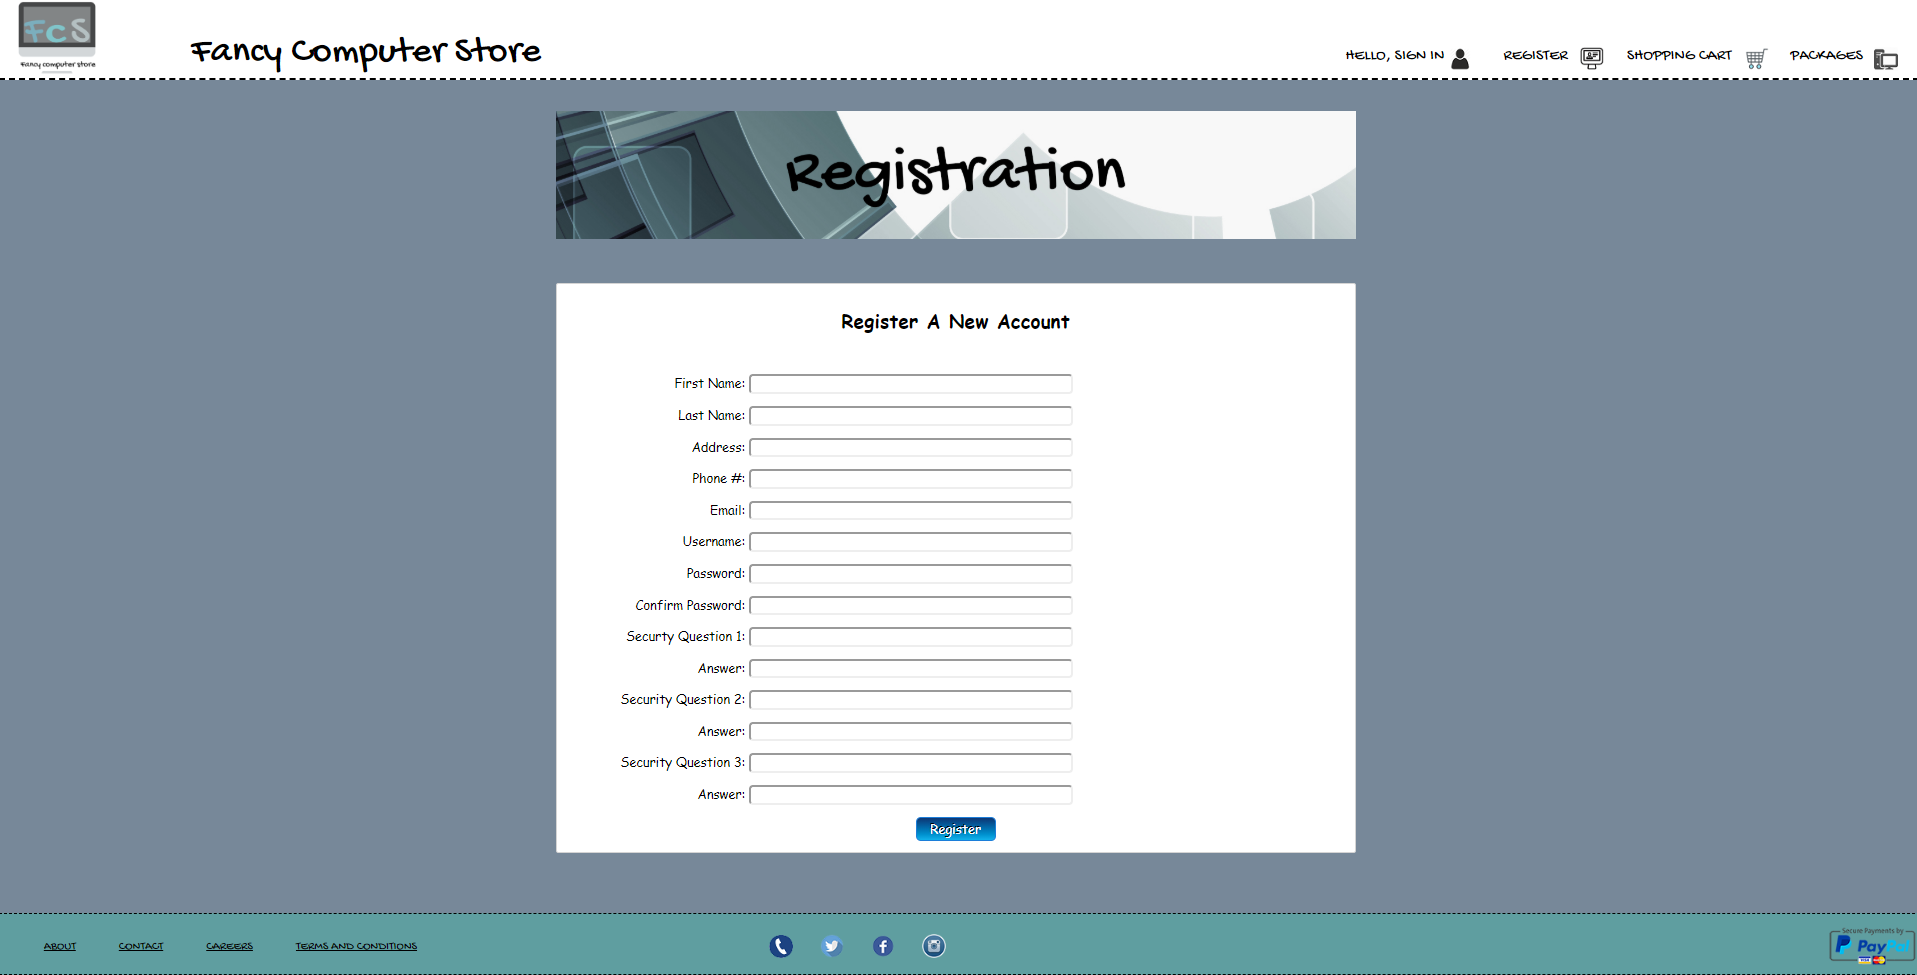 FcS
Fancy computer store
Fancy Computer Store
HELLO, SIGN IN
REGISTER
SHOPPING CART
PACKAGES
Registration
Register A New Account
First Name:
Last Name:
Address:
Phone #:
Email:
Username:
Password:
Confirm Password:
Securty Question 1:
Answer:
Security Question 2:
Answer:
Security Question 3:
Answer:
Register
ABOUT
CONTACT
CAREERS
TERMS AND CONDITIONS
Secure Payments by
PayPal
VISA